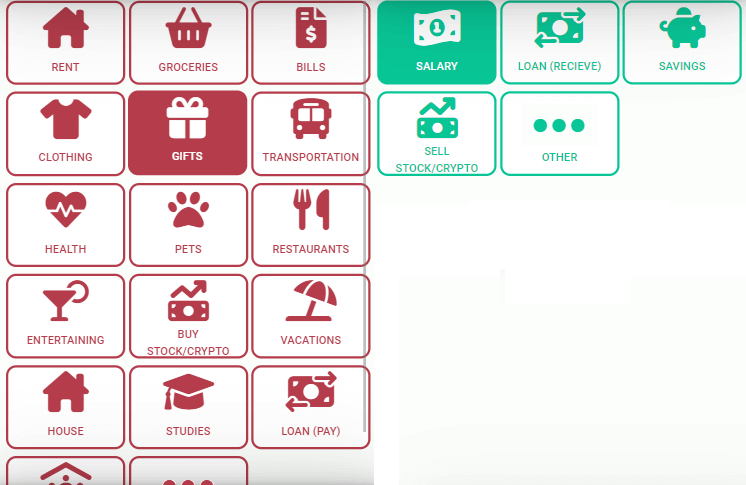 RENT
GROCERIES
BILLS
CLOTHING
GIFTS
TRANSPORTATION
HEALTH
PETS
RESTAURANTS
ENTERTAINING
BUY
STOCK/CRYPTO
VACATIONS
HOUSE
STUDIES
LOAN (PAY)
SALARY
LOAN (RECIEVE)
SAVINGS
SELL
STOCK/CRYPTO
OTHER